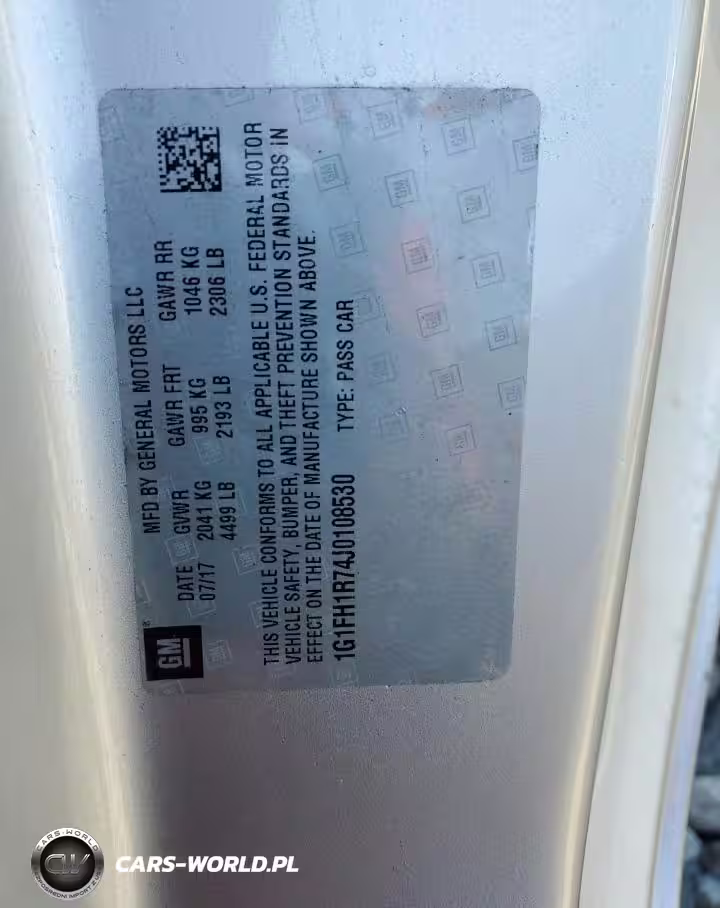 GM
®
MFD BY GENERAL MOTORS LLC
DATE GVWR GAWR FRT GAWR RR
07/17 2041 KG 995 KG 1046 KG
4499 LB 2193 LB 2306 LB
THIS VEHICLE CONFORMS TO ALL APPLICABLE U.S. FEDERAL MOTOR
VEHICLE SAFETY, BUMPER, AND THEFT PREVENTION STANDARDS IN
EFFECT ON THE DATE OF MANUFACTURE SHOWN ABOVE.
1G1FH1R74J0108530 TYPE: PASS CAR
CARS-WORLD
CW
CARS-WORLD.PL